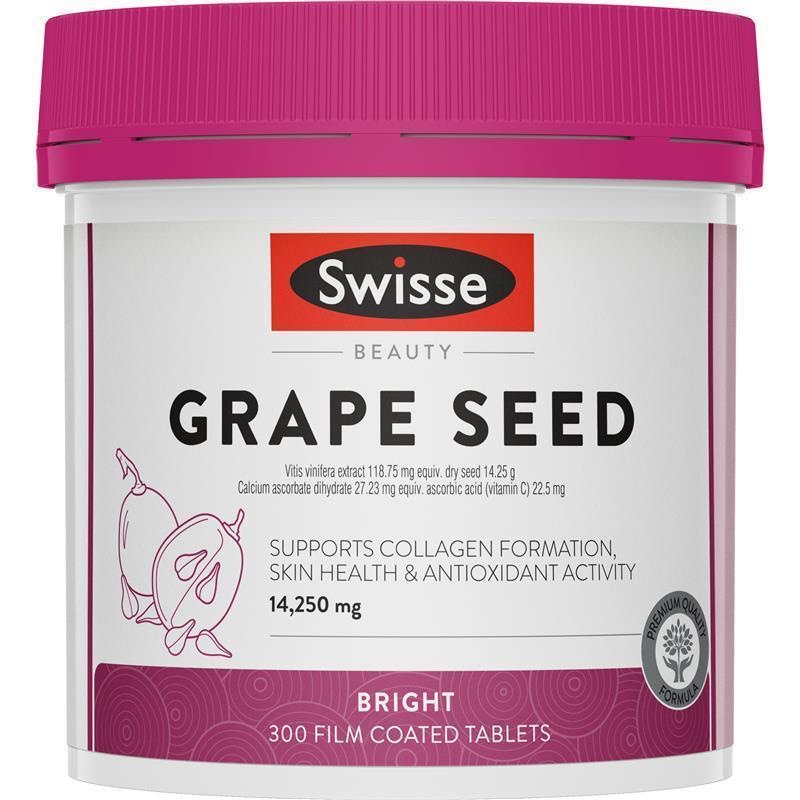 Swisse
BEAUTY
GRAPE SEED
Vitis vinifera extract 118.75 mg equiv. dry seed 14.25 g
Calcium ascorbate dihydrate 27.23 mg equiv. ascorbic acid (vitamin C) 22.5 mg
SUPPORTS COLLAGEN FORMATION,
SKIN HEALTH & ANTIOXIDANT ACTIVITY
14,250 mg
PREMIUM QUALITY
FORMULA
BRIGHT
300 FILM COATED TABLETS